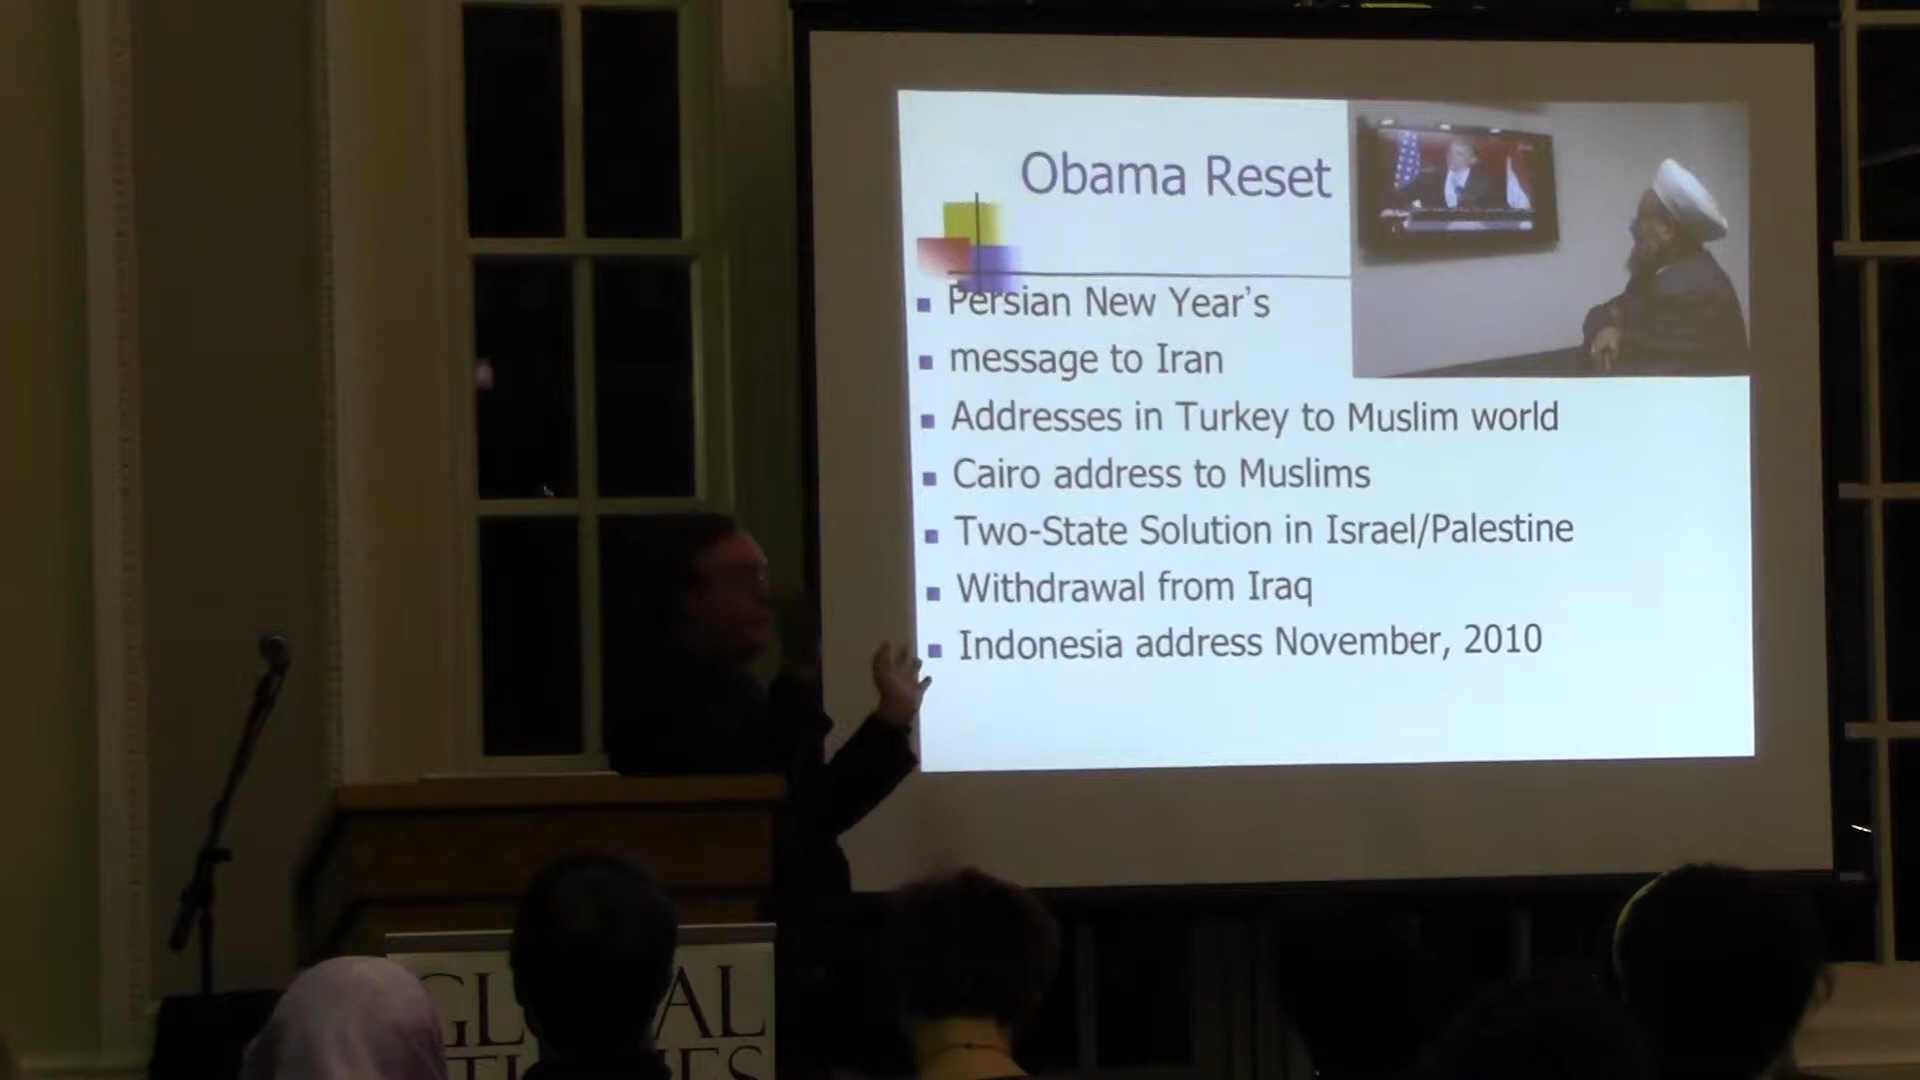 Obama Reset
Persian New Year's
message to Iran
Addresses in Turkey to Muslim world
Cairo address to Muslims
Two-State Solution in Israel/Palestine
Withdrawal from Iraq
Indonesia address November, 2010